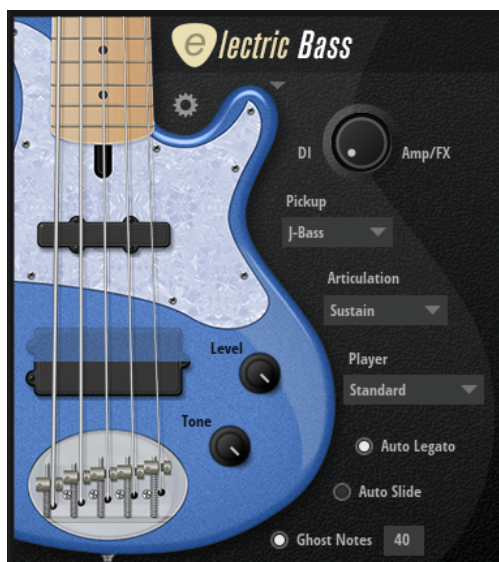 electric Bass
DI
Amp/FX
Pickup
J-Bass
Articulation
Sustain
Level
Player
Standard
Tone
Auto Legato
Auto Slide
Ghost Notes 40